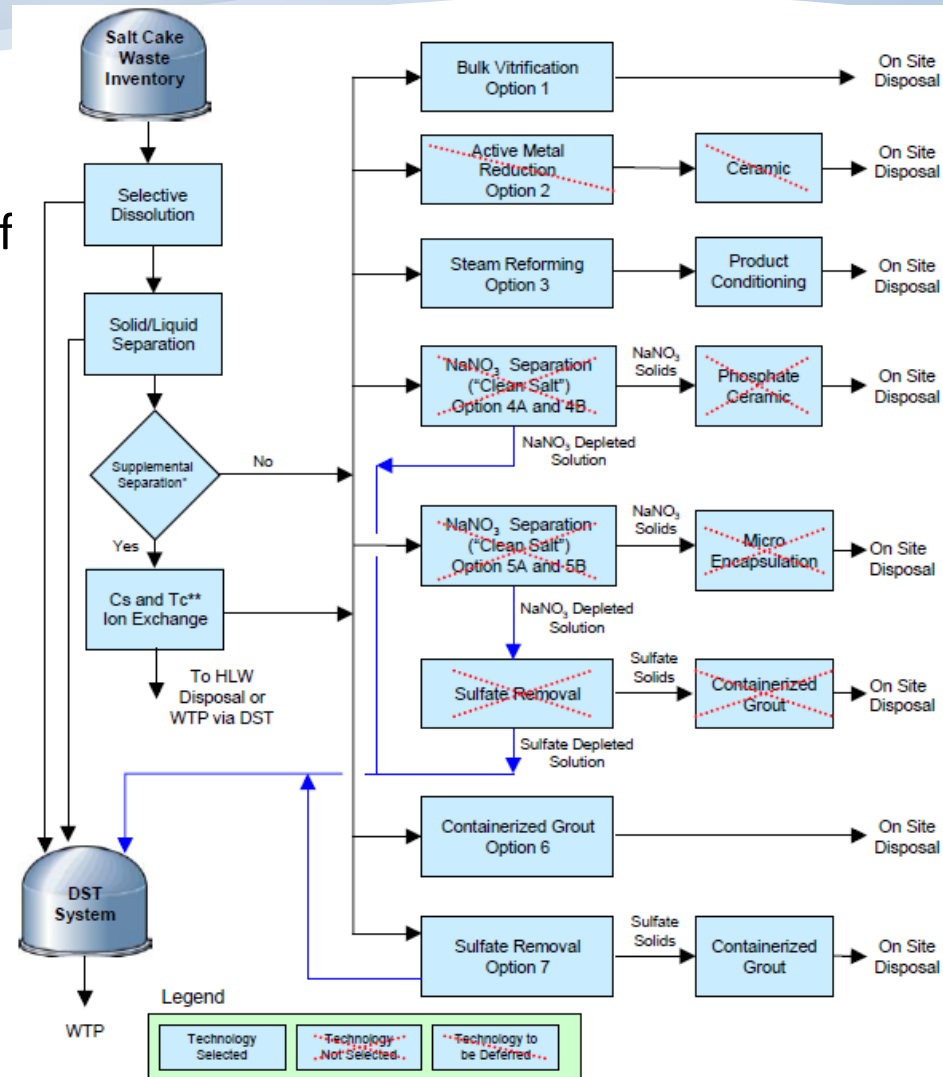 Salt Cake
Waste
Inventory
Selective
Dissolution
f
Solid/Liquid
Separation
Supplemental
Separation*
No
Yes
Cs and Tc**
Ion Exchange
To HLW
Disposal or
WTP via DST
DST
System
WTP
Bulk Vitrification
Option 1
On Site
Disposal
Active Metal
Reduction
Option 2
Ceramic
On Site
Disposal
Steam Reforming
Option 3
Product
Conditioning
On Site
Disposal
NaNO₃ Separation
("Clean Salt")
Option 4A and 4B
NaNO₃
Solids
Phosphate
Ceramic
On Site
Disposal
NaNO₃ Depleted
Solution
NaNO₃ Separation
("Clean Salt")
Option 5A and 5B
NaNO₃
Solids
Micro
Encapsulation
On Site
Disposal
NaNO₃ Depleted
Solution
Sulfate Removal
Sulfate
Solids
Containerized
Grout
On Site
Disposal
Sulfate Depleted
Solution
Containerized Grout
Option 6
On Site
Disposal
Sulfate Removal
Option 7
Sulfate
Solids
Containerized
Grout
On Site
Disposal
Legend
Technology
Selected
Technology
Not Selected
Technology to
be Deferred